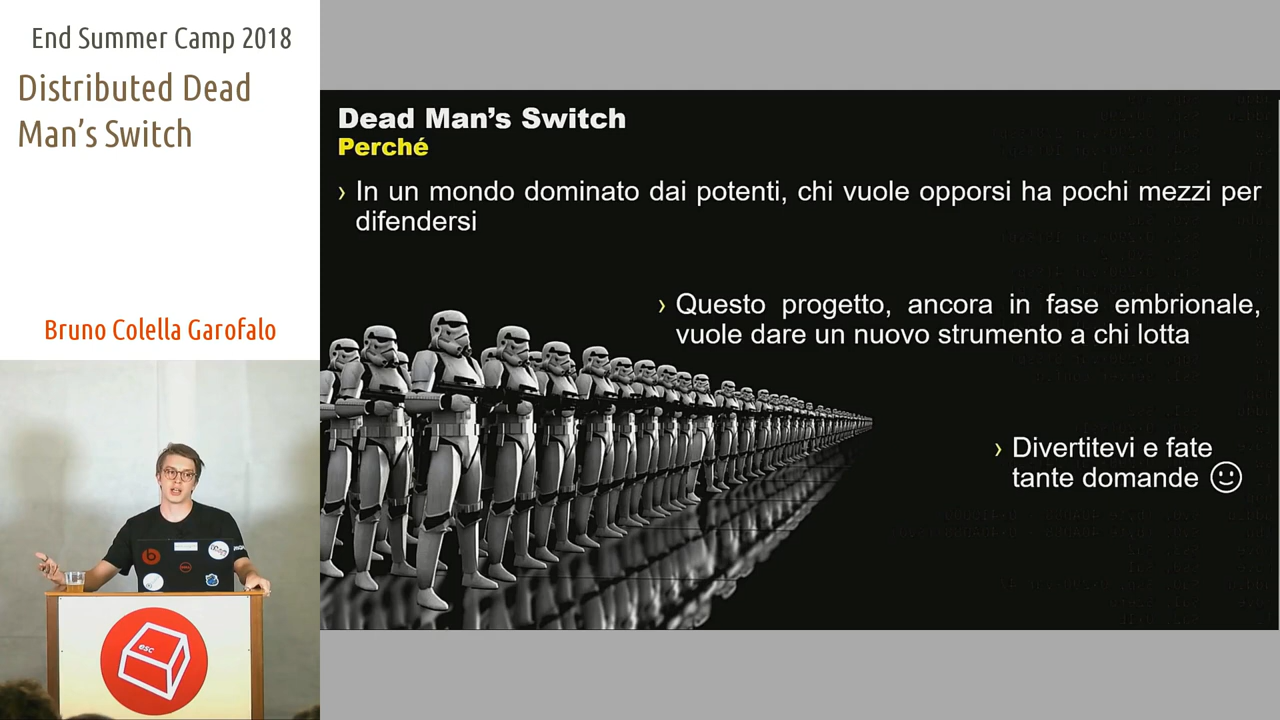 End Summer Camp 2018
Distributed Dead
Man’s Switch
Bruno Colella Garofalo
Dead Man’s Switch
Perché
› In un mondo dominato dai potenti, chi vuole opporsi ha pochi mezzi per
difendersi
› Questo progetto, ancora in fase embrionale,
vuole dare un nuovo strumento a chi lotta
› Divertitevi e fate
tante domande ☺
esc